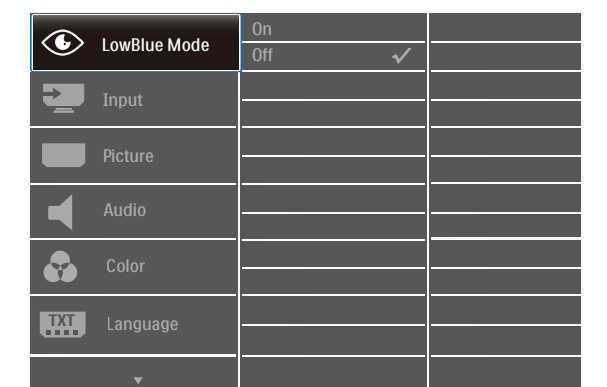 LowBlue Mode
On
Off
Input
Picture
Audio
Color
TXT
Language